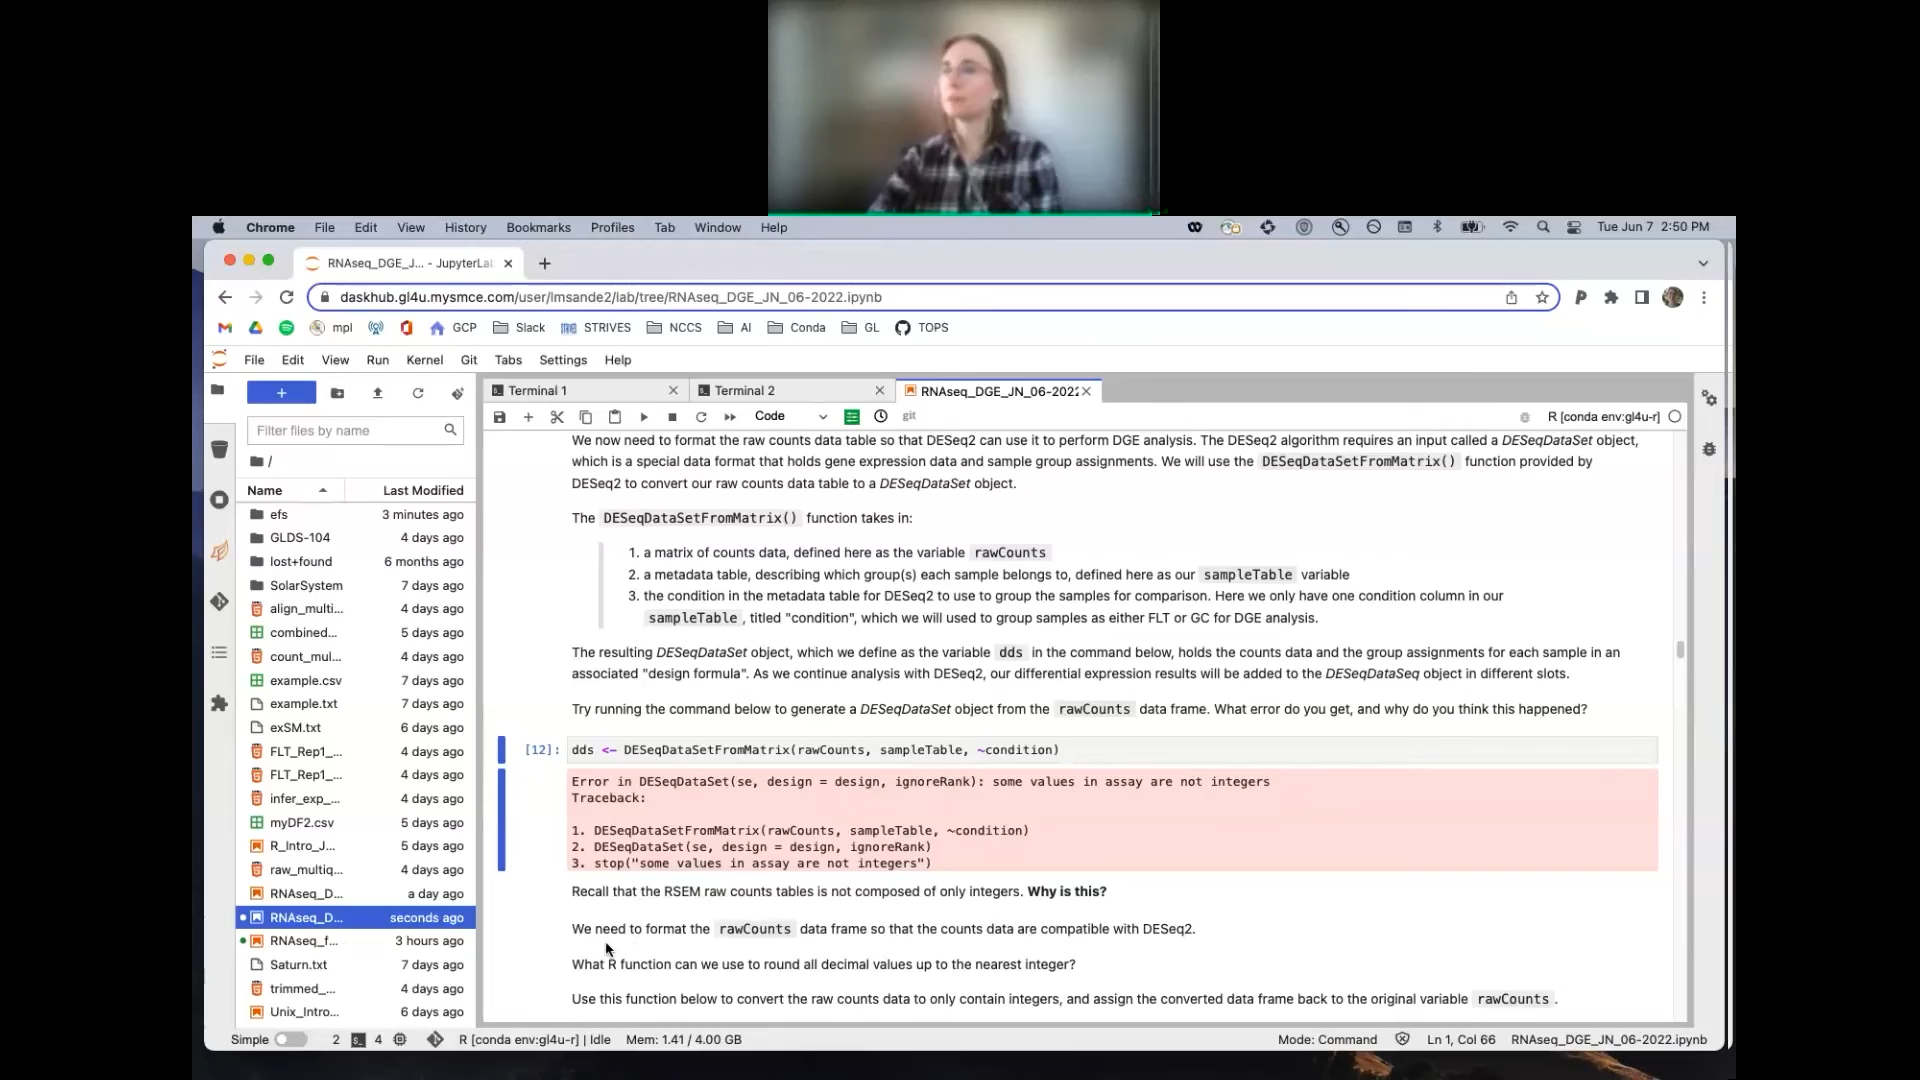 Chrome File Edit View History Bookmarks Profiles Tab Window Help Tue Jun 7 2:50 PM
RNAseq_DGE_J... - JupyterLa
daskhub.gl4u.mysmce.com/user/lmsande2/lab/tree/RNAseq_DGE_JN_06-2022.ipynb
mpl GCP Slack STRIVES NCCS AI Conda GL TOPS
File Edit View Run Kernel Git Tabs Settings Help
Terminal 1 Terminal 2 RNAseq_DGE_JN_06-2022
Code git R [conda env:gl4u-r]
Filter files by name
/
Name Last Modified
efs 3 minutes ago
GLDS-104 4 days ago
lost+found 6 months ago
SolarSystem 7 days ago
align_multi... 4 days ago
combined... 5 days ago
count_mul... 4 days ago
example.csv 7 days ago
example.txt 7 days ago
exSM.txt 6 days ago
FLT_Rep1_... 4 days ago
FLT_Rep1_... 4 days ago
infer_exp_... 4 days ago
myDF2.csv 5 days ago
R_Intro_J... 5 days ago
raw_multiq... 4 days ago
RNAseq_D... a day ago
RNAseq_D... seconds ago
RNAseq_f... 3 hours ago
Saturn.txt 7 days ago
trimmed_... 4 days ago
Unix_Intro... 6 days ago
We now need to format the raw counts data table so that DESeq2 can use it to perform DGE analysis. The DESeq2 algorithm requires an input called a DESeqDataSet object,
which is a special data format that holds gene expression data and sample group assignments. We will use the DESeqDataSetFromMatrix() function provided by
DESeq2 to convert our raw counts data table to a DESeqDataSet object.
The DESeqDataSetFromMatrix() function takes in:
1. a matrix of counts data, defined here as the variable rawCounts
2. a metadata table, describing which group(s) each sample belongs to, defined here as our sampleTable variable
3. the condition in the metadata table for DESeq2 to use to group the samples for comparison. Here we only have one condition column in our
sampleTable , titled "condition", which we will used to group samples as either FLT or GC for DGE analysis.
The resulting DESeqDataSet object, which we define as the variable dds in the command below, holds the counts data and the group assignments for each sample in an
associated "design formula". As we continue analysis with DESeq2, our differential expression results will be added to the DESeqDataSeq object in different slots.
Try running the command below to generate a DESeqDataSet object from the rawCounts data frame. What error do you get, and why do you think this happened?
[12]: dds <- DESeqDataSetFromMatrix(rawCounts, sampleTable, ~condition)
Error in DESeqDataSet(se, design = design, ignoreRank): some values in assay are not integers
Traceback:
1. DESeqDataSetFromMatrix(rawCounts, sampleTable, ~condition)
2. DESeqDataSet(se, design = design, ignoreRank)
3. stop("some values in assay are not integers")
Recall that the RSEM raw counts tables is not composed of only integers. Why is this?
We need to format the rawCounts data frame so that the counts data are compatible with DESeq2.
What R function can we use to round all decimal values up to the nearest integer?
Use this function below to convert the raw counts data to only contain integers, and assign the converted data frame back to the original variable rawCounts .
Simple 2 4 R [conda env:gl4u-r] | Idle Mem: 1.41 / 4.00 GB Mode: Command Ln 1, Col 66 RNAseq_DGE_JN_06-2022.ipynb